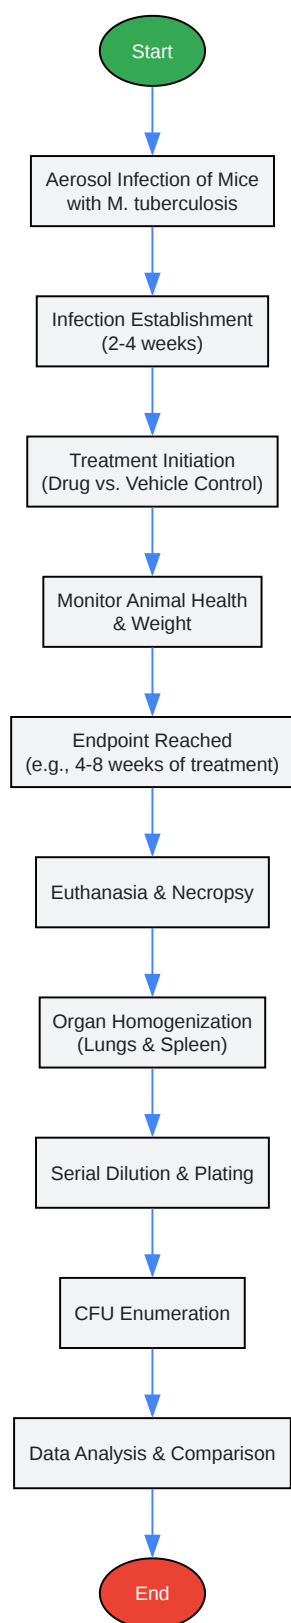 Start
Aerosol Infection of Mice
with M. tuberculosis
Infection Establishment
(2-4 weeks)
Treatment Initiation
(Drug vs. Vehicle Control)
Monitor Animal Health
& Weight
Endpoint Reached
(e.g., 4-8 weeks of treatment)
Euthanasia & Necropsy
Organ Homogenization
(Lungs & Spleen)
Serial Dilution & Plating
CFU Enumeration
Data Analysis & Comparison
End